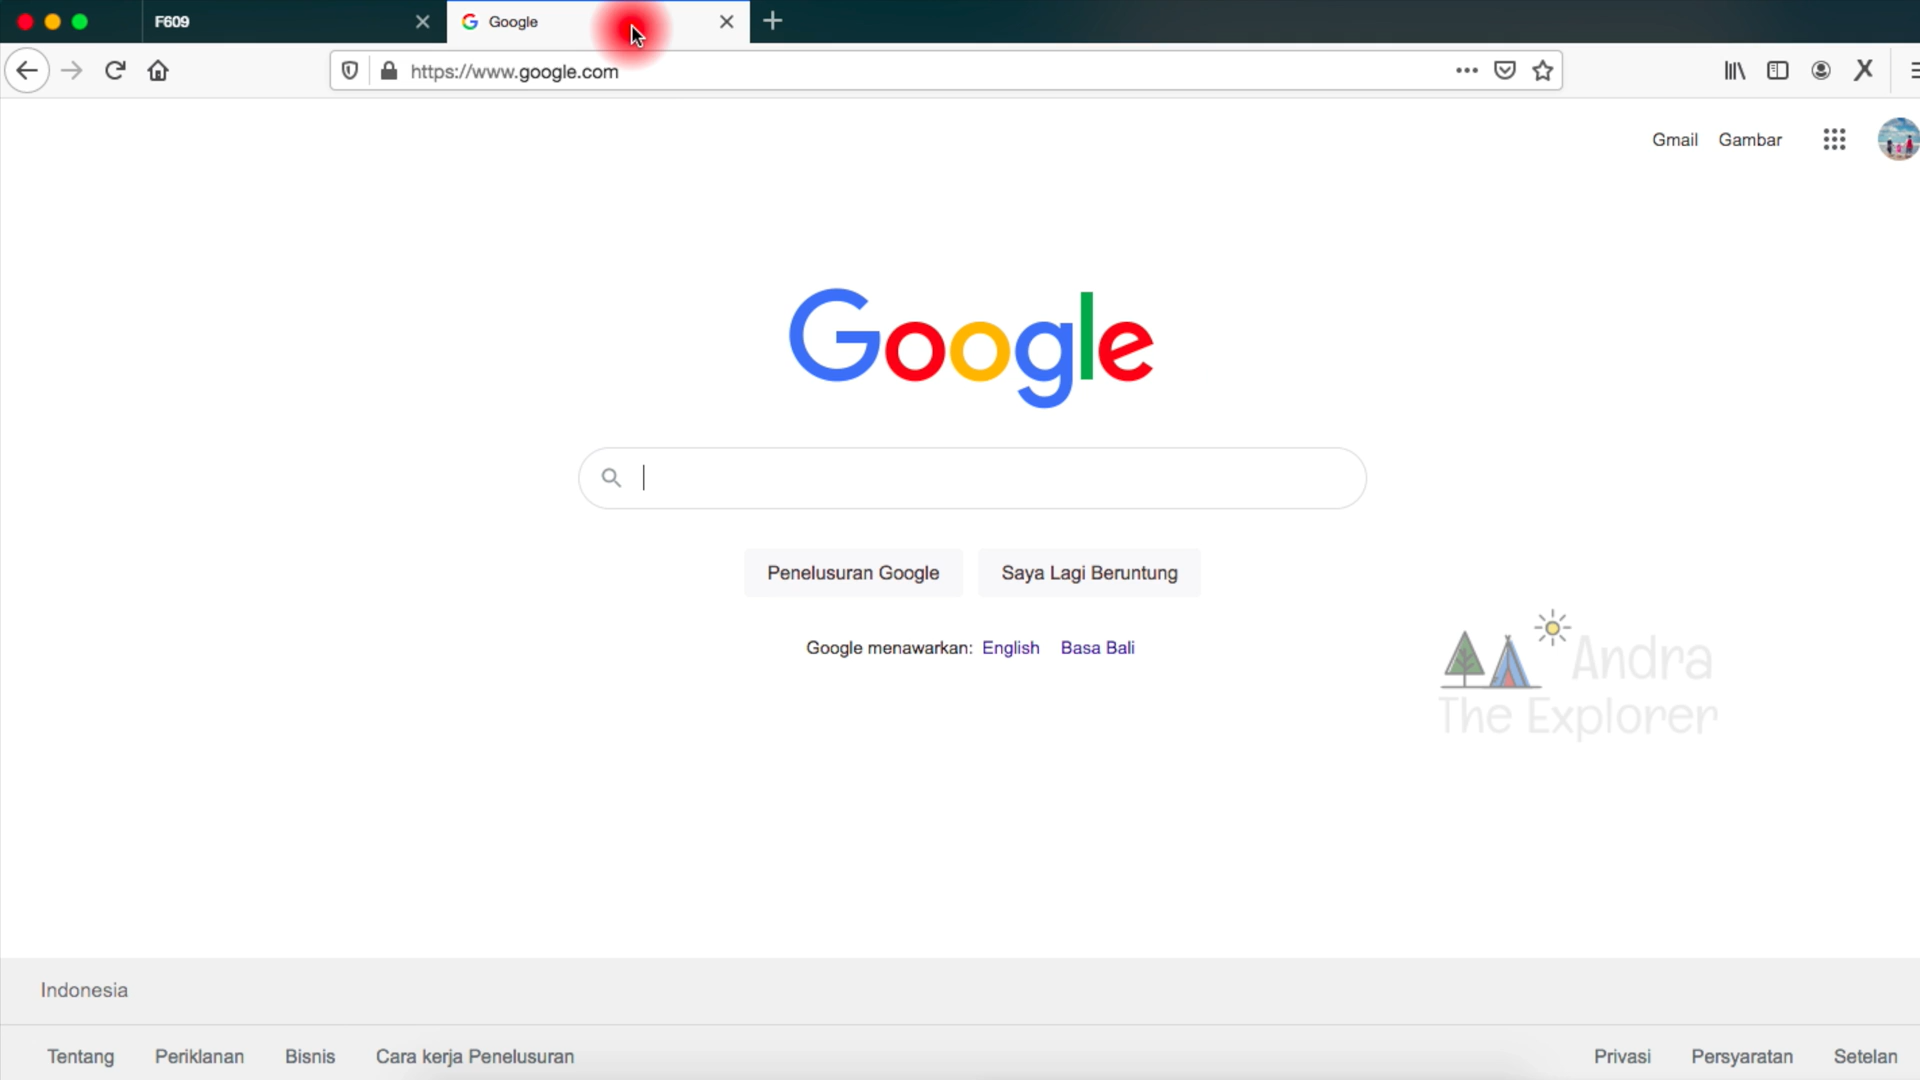 F609
Google
https://www.google.com
Gmail
Gambar
Google
Penelusuran Google
Saya Lagi Beruntung
Google menawarkan: English Basa Bali
Andra
The Explorer
Indonesia
Tentang
Periklanan
Bisnis
Cara kerja Penelusuran
Privasi
Persyaratan
Setelan